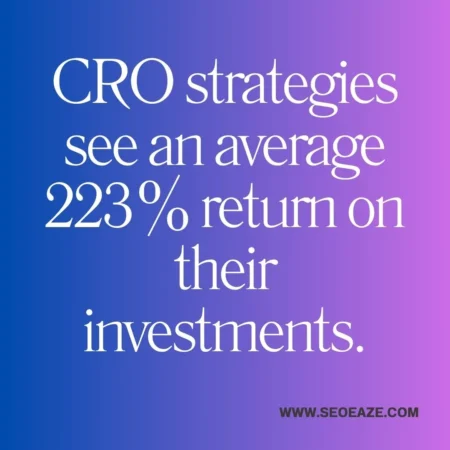 CRO strategies
see an average
223% return on
their
investments.
WWW.SEOEAZE.COM